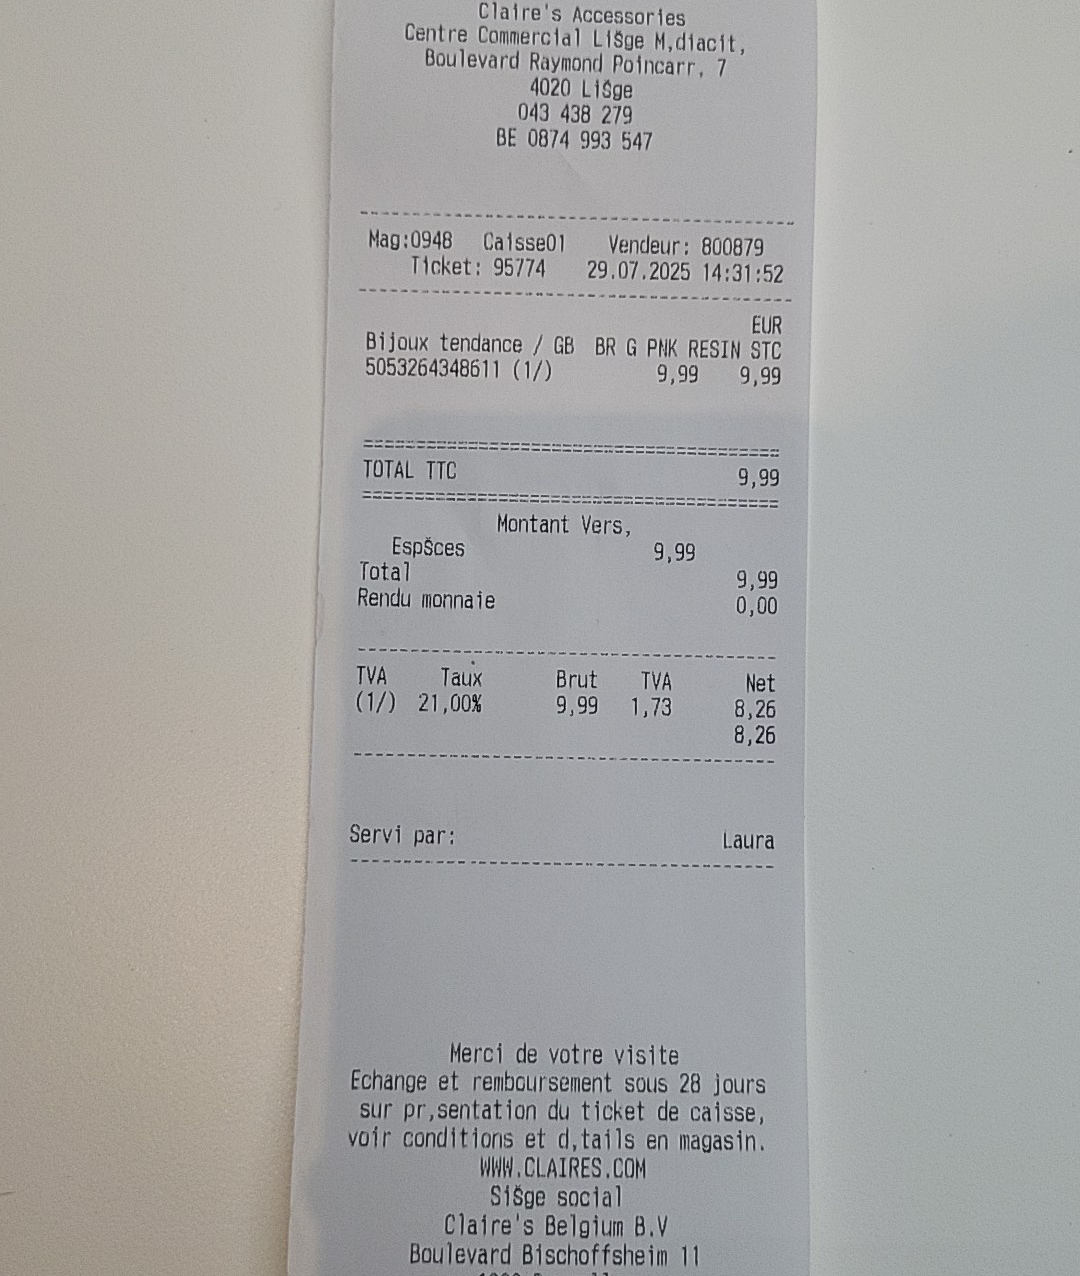 Claire's Accessories
Centre Commercial LiŠge M‚diacit‚
Boulevard Raymond Poincarr‚ 7
4020 LiŠge
043 438 279
BE 0874 993 547
Mag:0948 Caisse01 Vendeur: 800879
Ticket: 95774 29.07.2025 14:31:52
EUR
Bijoux tendance / GB BR G PNK RESIN STC
5053264348611 (1/) 9,99 9,99
TOTAL TTC 9,99
Montant Vers‚
EspŠces 9,99
Total 9,99
Rendu monnaie 0,00
TVA Taux Brut TVA Net
(1/) 21,00% 9,99 1,73 8,26
8,26
Servi par: Laura
Merci de votre visite
Echange et remboursement sous 28 jours
sur pr‚sentation du ticket de caisse,
voir conditions et d‚tails en magasin.
WWW.CLAIRES.COM
SiŠge social
Claire's Belgium B.V
Boulevard Bischoffsheim 11